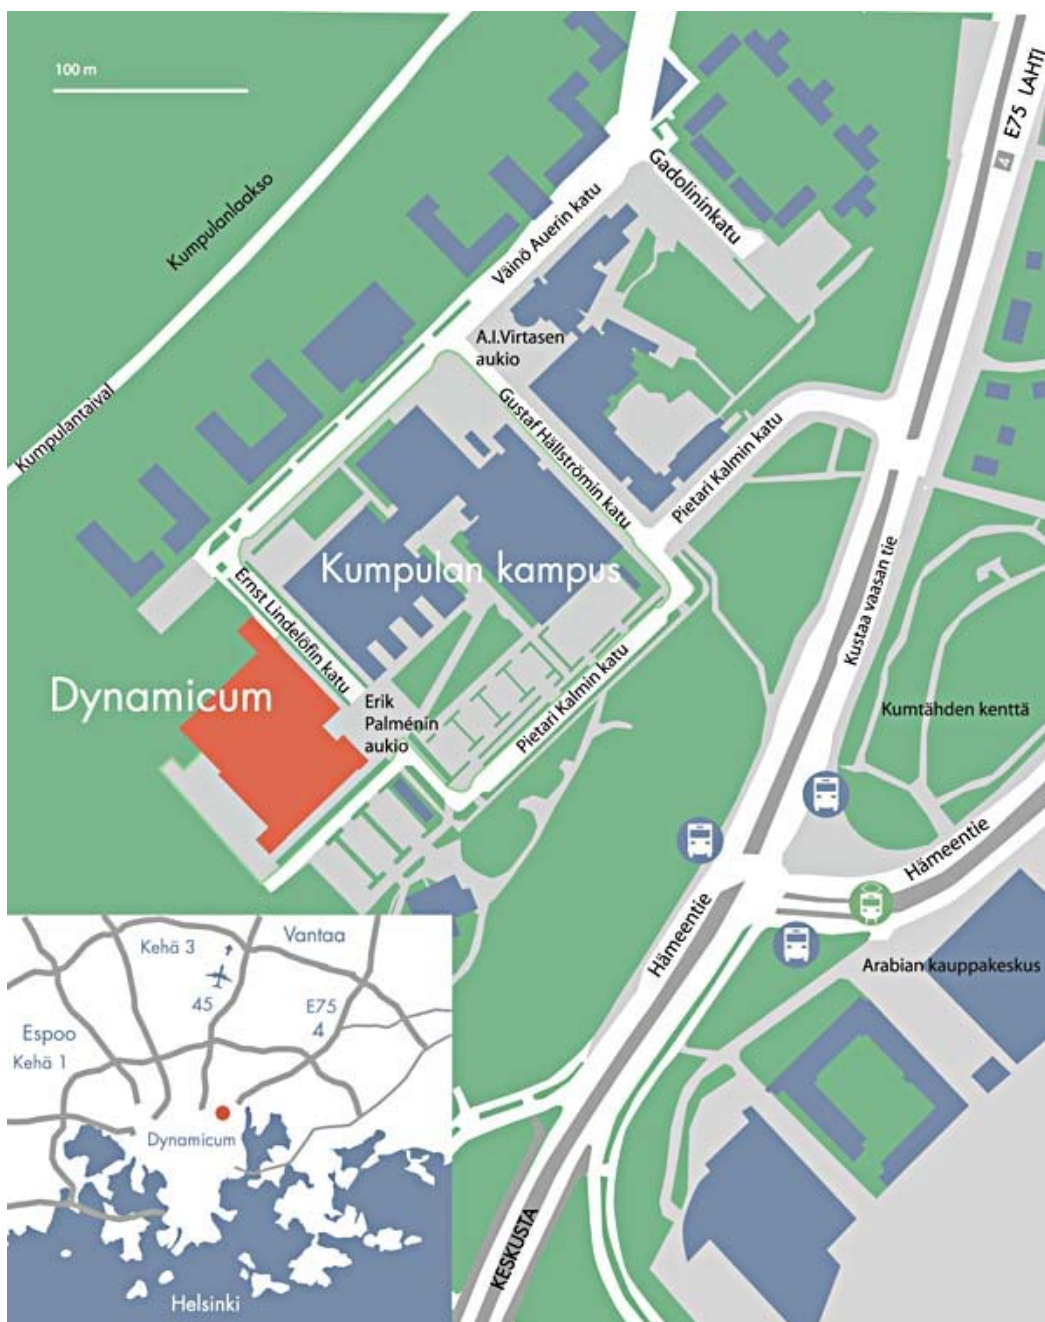 100 m
E75 LAHTI
4
Gadolininkatu
Kumpulanlaakso
Väinö Auerin katu
A.I.Virtasen
aukio
Kumpulantaival
Gustaf Hällströmin katu
Pietari Kalmin katu
Kumpulan kampus
Kustaa vaasan tie
Ernst Lindelöfin katu
Dynamicum
Erik
Palménin
aukio
Pietari Kalmin katu
Kumtähden kenttä
Hämeentie
Hämeentie
Arabian kauppakeskus
KESKUSTA
Kehä 3
Vantaa
45
E75
4
Espoo
Kehä 1
Dynamicum
Helsinki